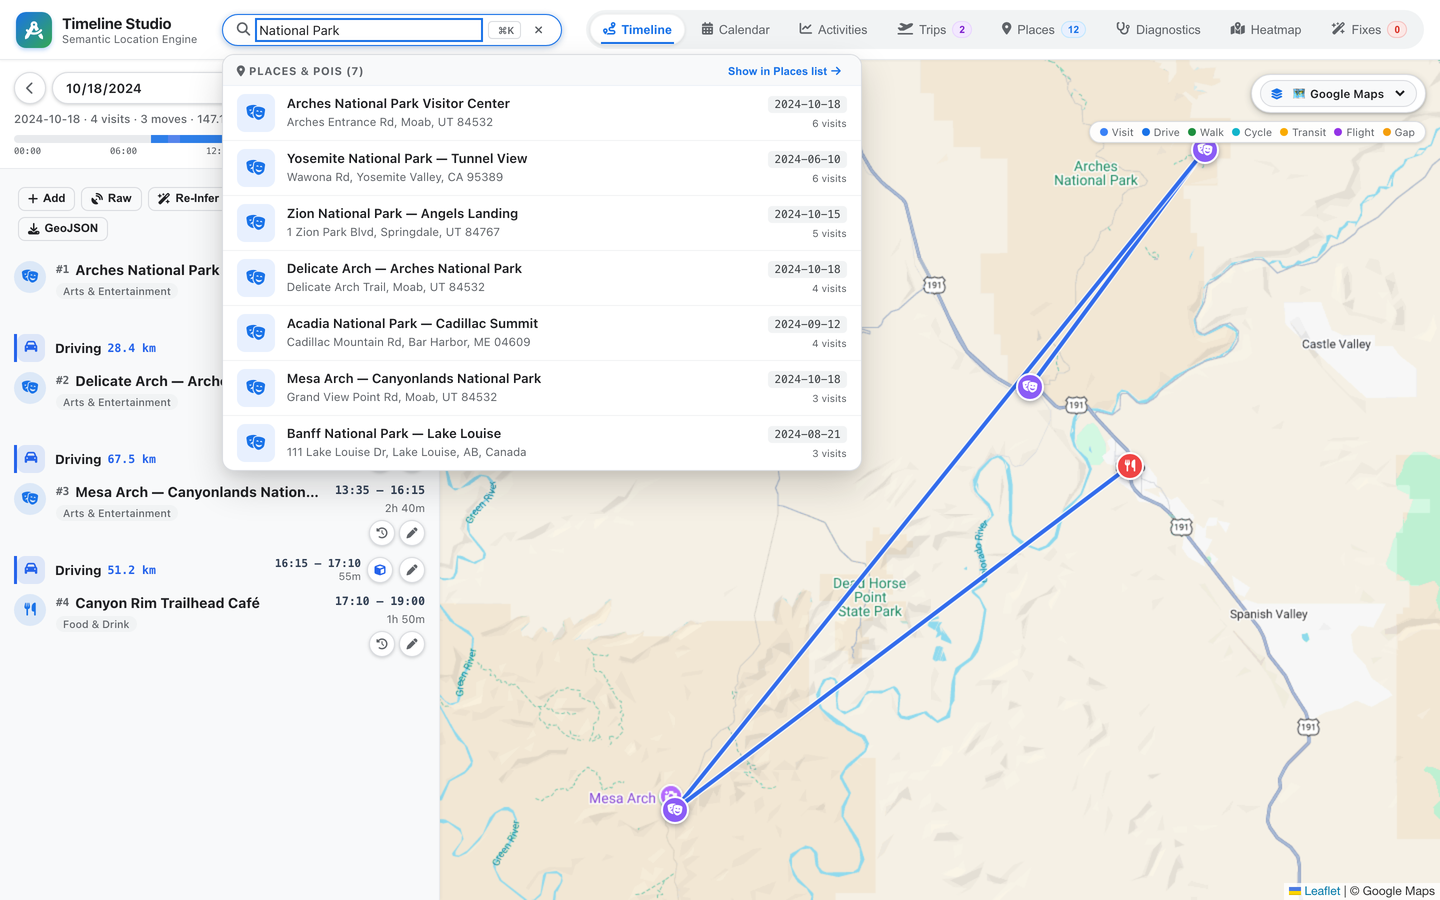 Timeline Studio
Semantic Location Engine
National Park
⌘K
Timeline
Calendar
Activities
Trips 2
Places 12
Diagnostics
Heatmap
Fixes 0
10/18/2024
2024-10-18 · 4 visits · 3 moves · 147.1
00:00 06:00 12:
Add
Raw
Re-Infer
GeoJSON
PLACES & POIS (7)
Show in Places list →
Arches National Park Visitor Center
2024-10-18
Arches Entrance Rd, Moab, UT 84532
6 visits
Yosemite National Park — Tunnel View
2024-06-10
Wawona Rd, Yosemite Valley, CA 95389
6 visits
Zion National Park — Angels Landing
2024-10-15
1 Zion Park Blvd, Springdale, UT 84767
5 visits
Delicate Arch — Arches National Park
2024-10-18
Delicate Arch Trail, Moab, UT 84532
4 visits
Acadia National Park — Cadillac Summit
2024-09-12
Cadillac Mountain Rd, Bar Harbor, ME 04609
4 visits
Mesa Arch — Canyonlands National Park
2024-10-18
Grand View Point Rd, Moab, UT 84532
3 visits
Banff National Park — Lake Louise
2024-08-21
111 Lake Louise Dr, Lake Louise, AB, Canada
3 visits
#1 Arches National Park
Arts & Entertainment
Driving 28.4 km
#2 Delicate Arch — Arche
Arts & Entertainment
Driving 67.5 km
#3 Mesa Arch — Canyonlands Nation... 13:35 — 16:15
Arts & Entertainment
2h 40m
Driving 51.2 km
16:15 — 17:10
55m
#4 Canyon Rim Trailhead Café
17:10 — 19:00
Food & Drink
1h 50m
Google Maps
Visit Drive Walk Cycle Transit Flight Gap
Arches
National Park
191
Castle Valley
191
191
Green River
Colorado River
Dead Horse
Point
State Park
Spanish Valley
Green River
191
Mesa Arch
Green River
Leaflet | © Google Maps